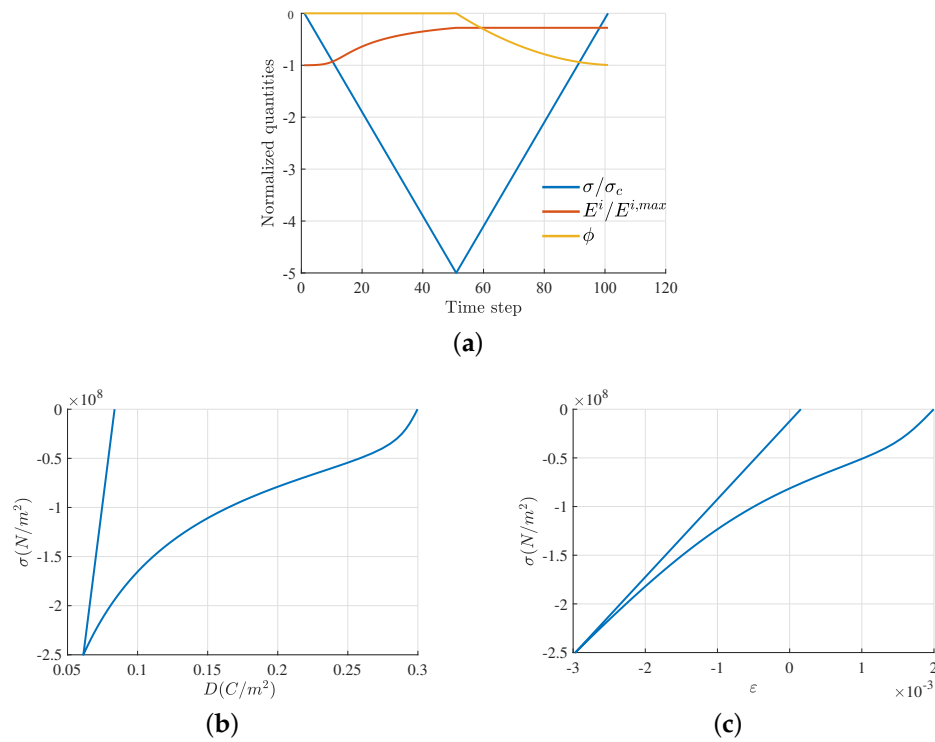 0
-1
-2
-3
-4
-5
Normalized quantities
σ/σ_c
E^i/E^{i,max}
ϕ
0 20 40 60 80 100 120
Time step
(a)
×10^8
0
-0.5
-1
-1.5
-2
-2.5
σ(N/m^2)
0.05 0.1 0.15 0.2 0.25 0.3
D(C/m^2)
(b)
×10^8
0
-0.5
-1
-1.5
-2
-2.5
σ(N/m^2)
-3 -2 -1 0 1 2
ε
×10^{-3}
(c)